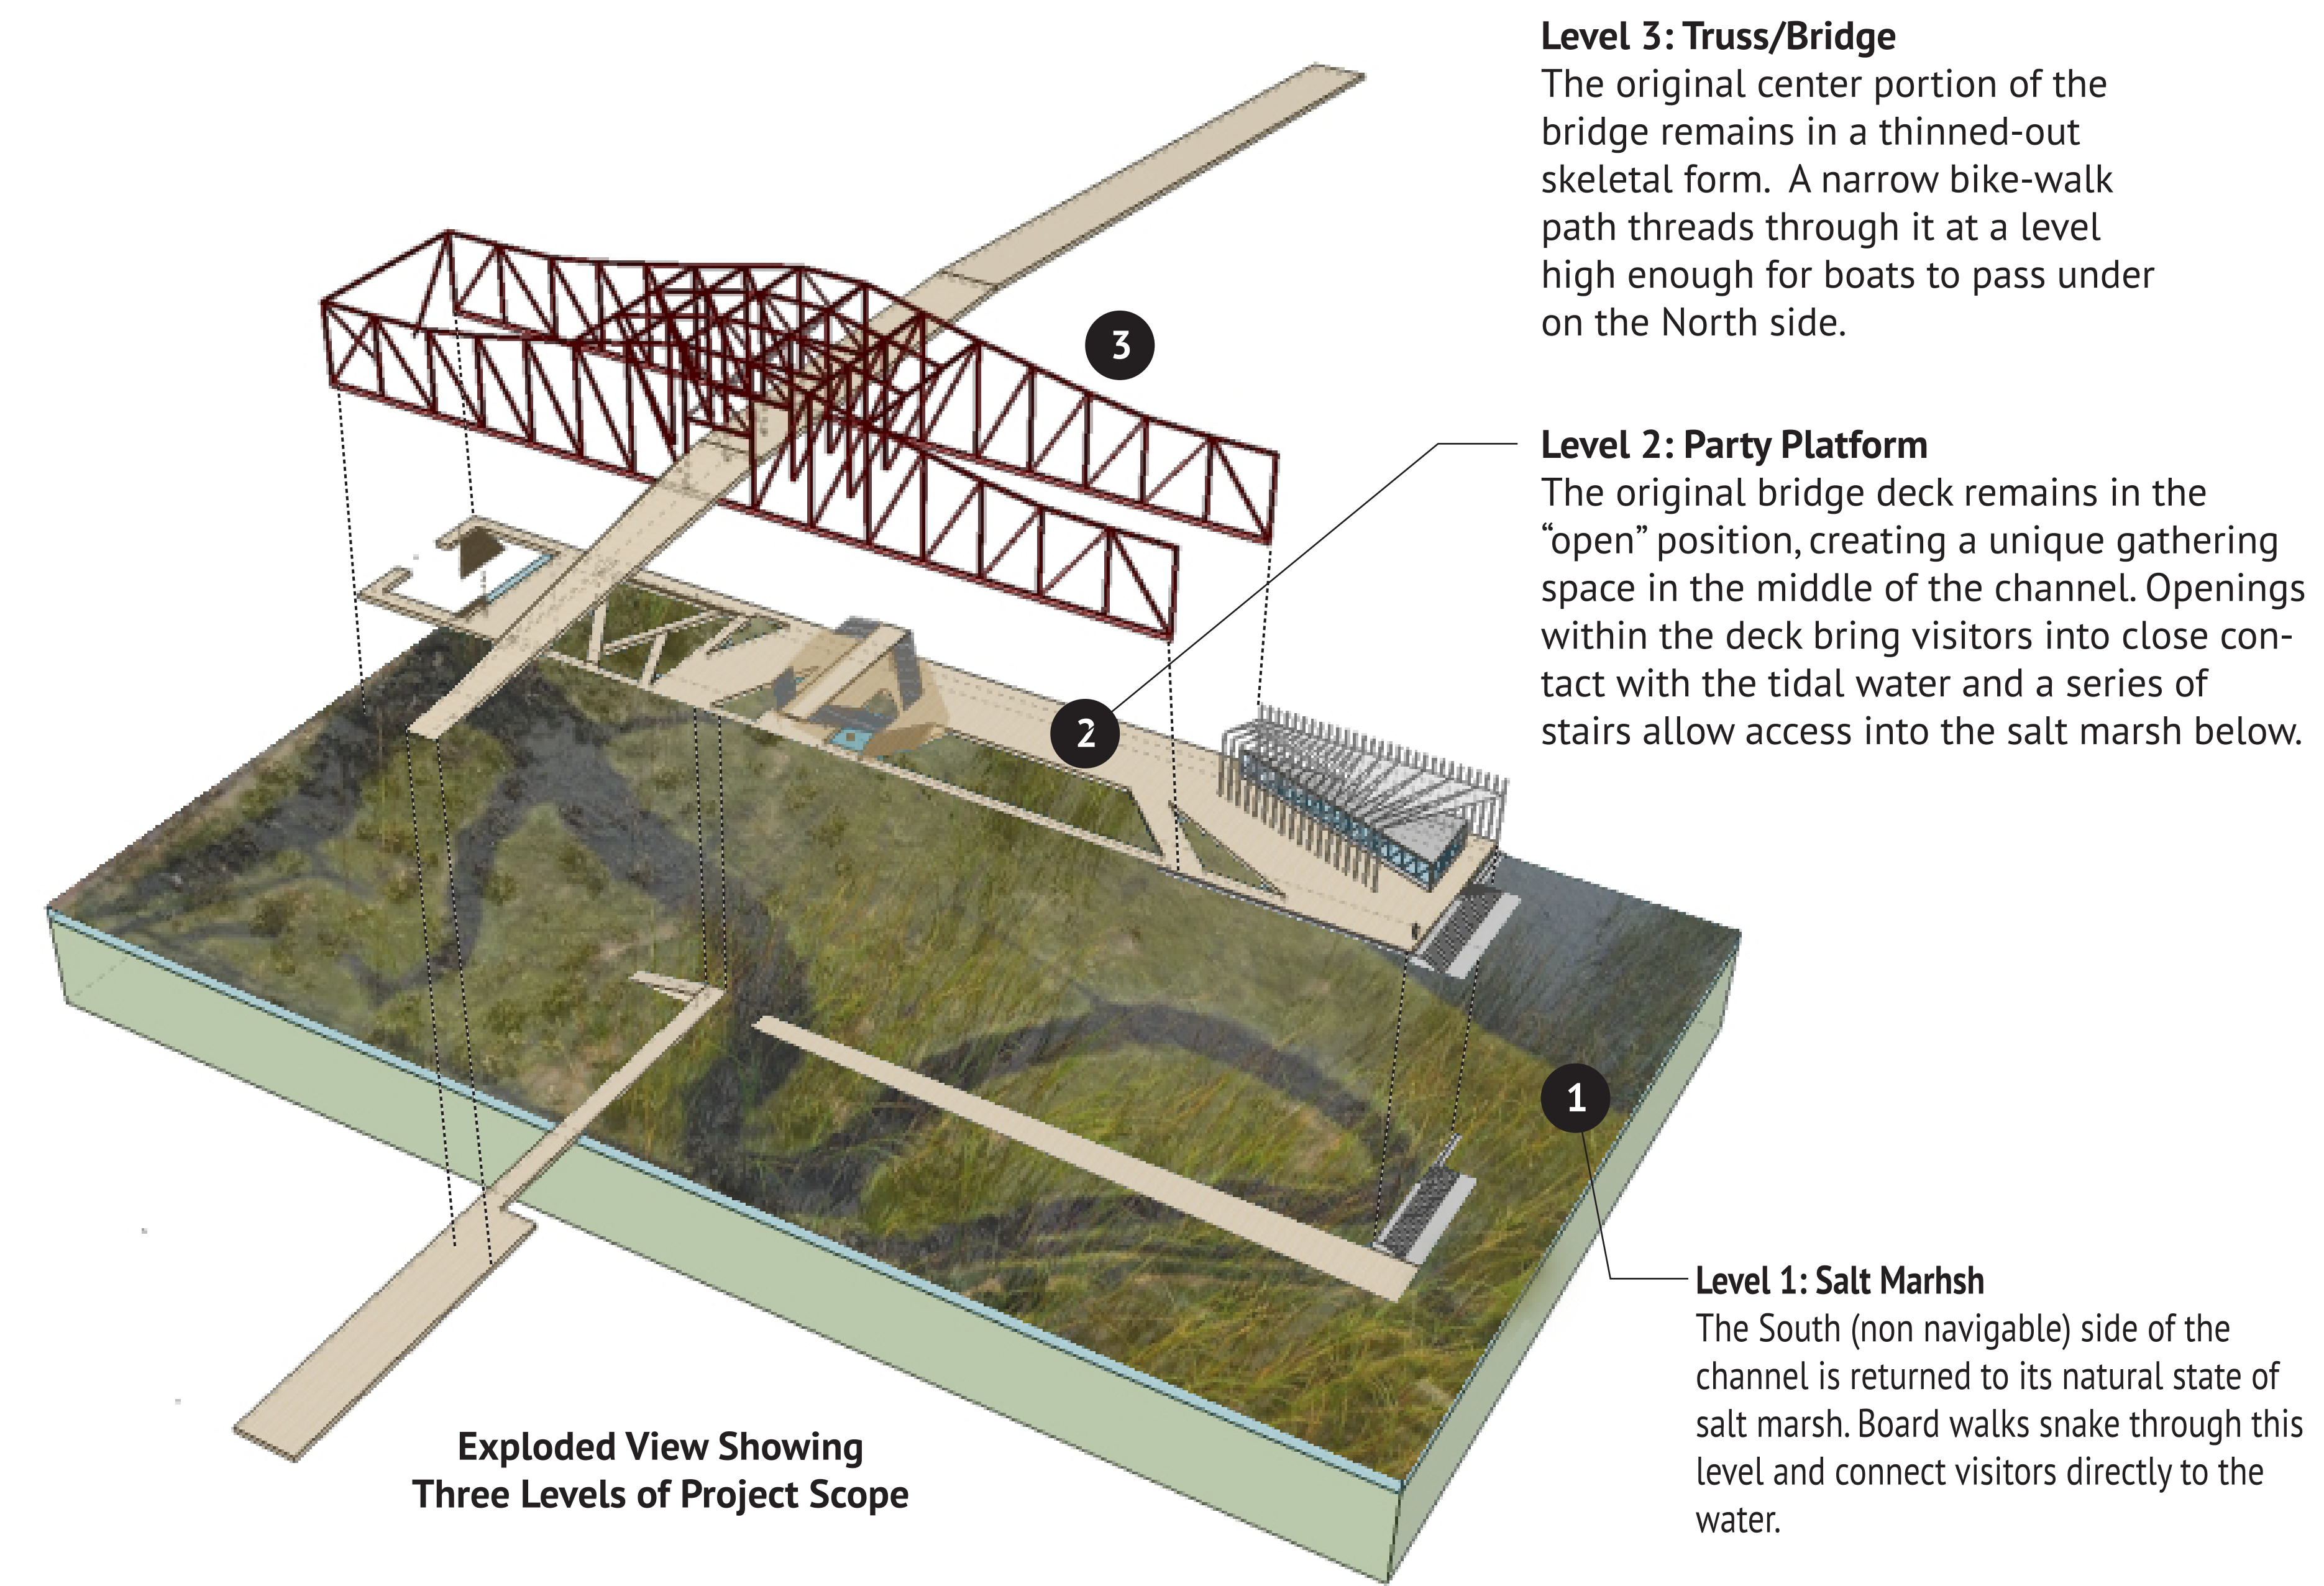 Level 3: Truss/Bridge
The original center portion of the
bridge remains in a thinned-out
skeletal form.  A narrow bike-walk
path threads through it at a level
high enough for boats to pass under
on the North side.
3
Level 2: Party Platform
The original bridge deck remains in the
“open” position, creating a unique gathering
space in the middle of the channel. Openings
within the deck bring visitors into close con-
tact with the tidal water and a series of
stairs allow access into the salt marsh below.
2
1
Level 1: Salt Marhsh
The South (non navigable) side of the
channel is returned to its natural state of
salt marsh. Board walks snake through this
level and connect visitors directly to the
water.
Exploded View Showing
Three Levels of Project Scope